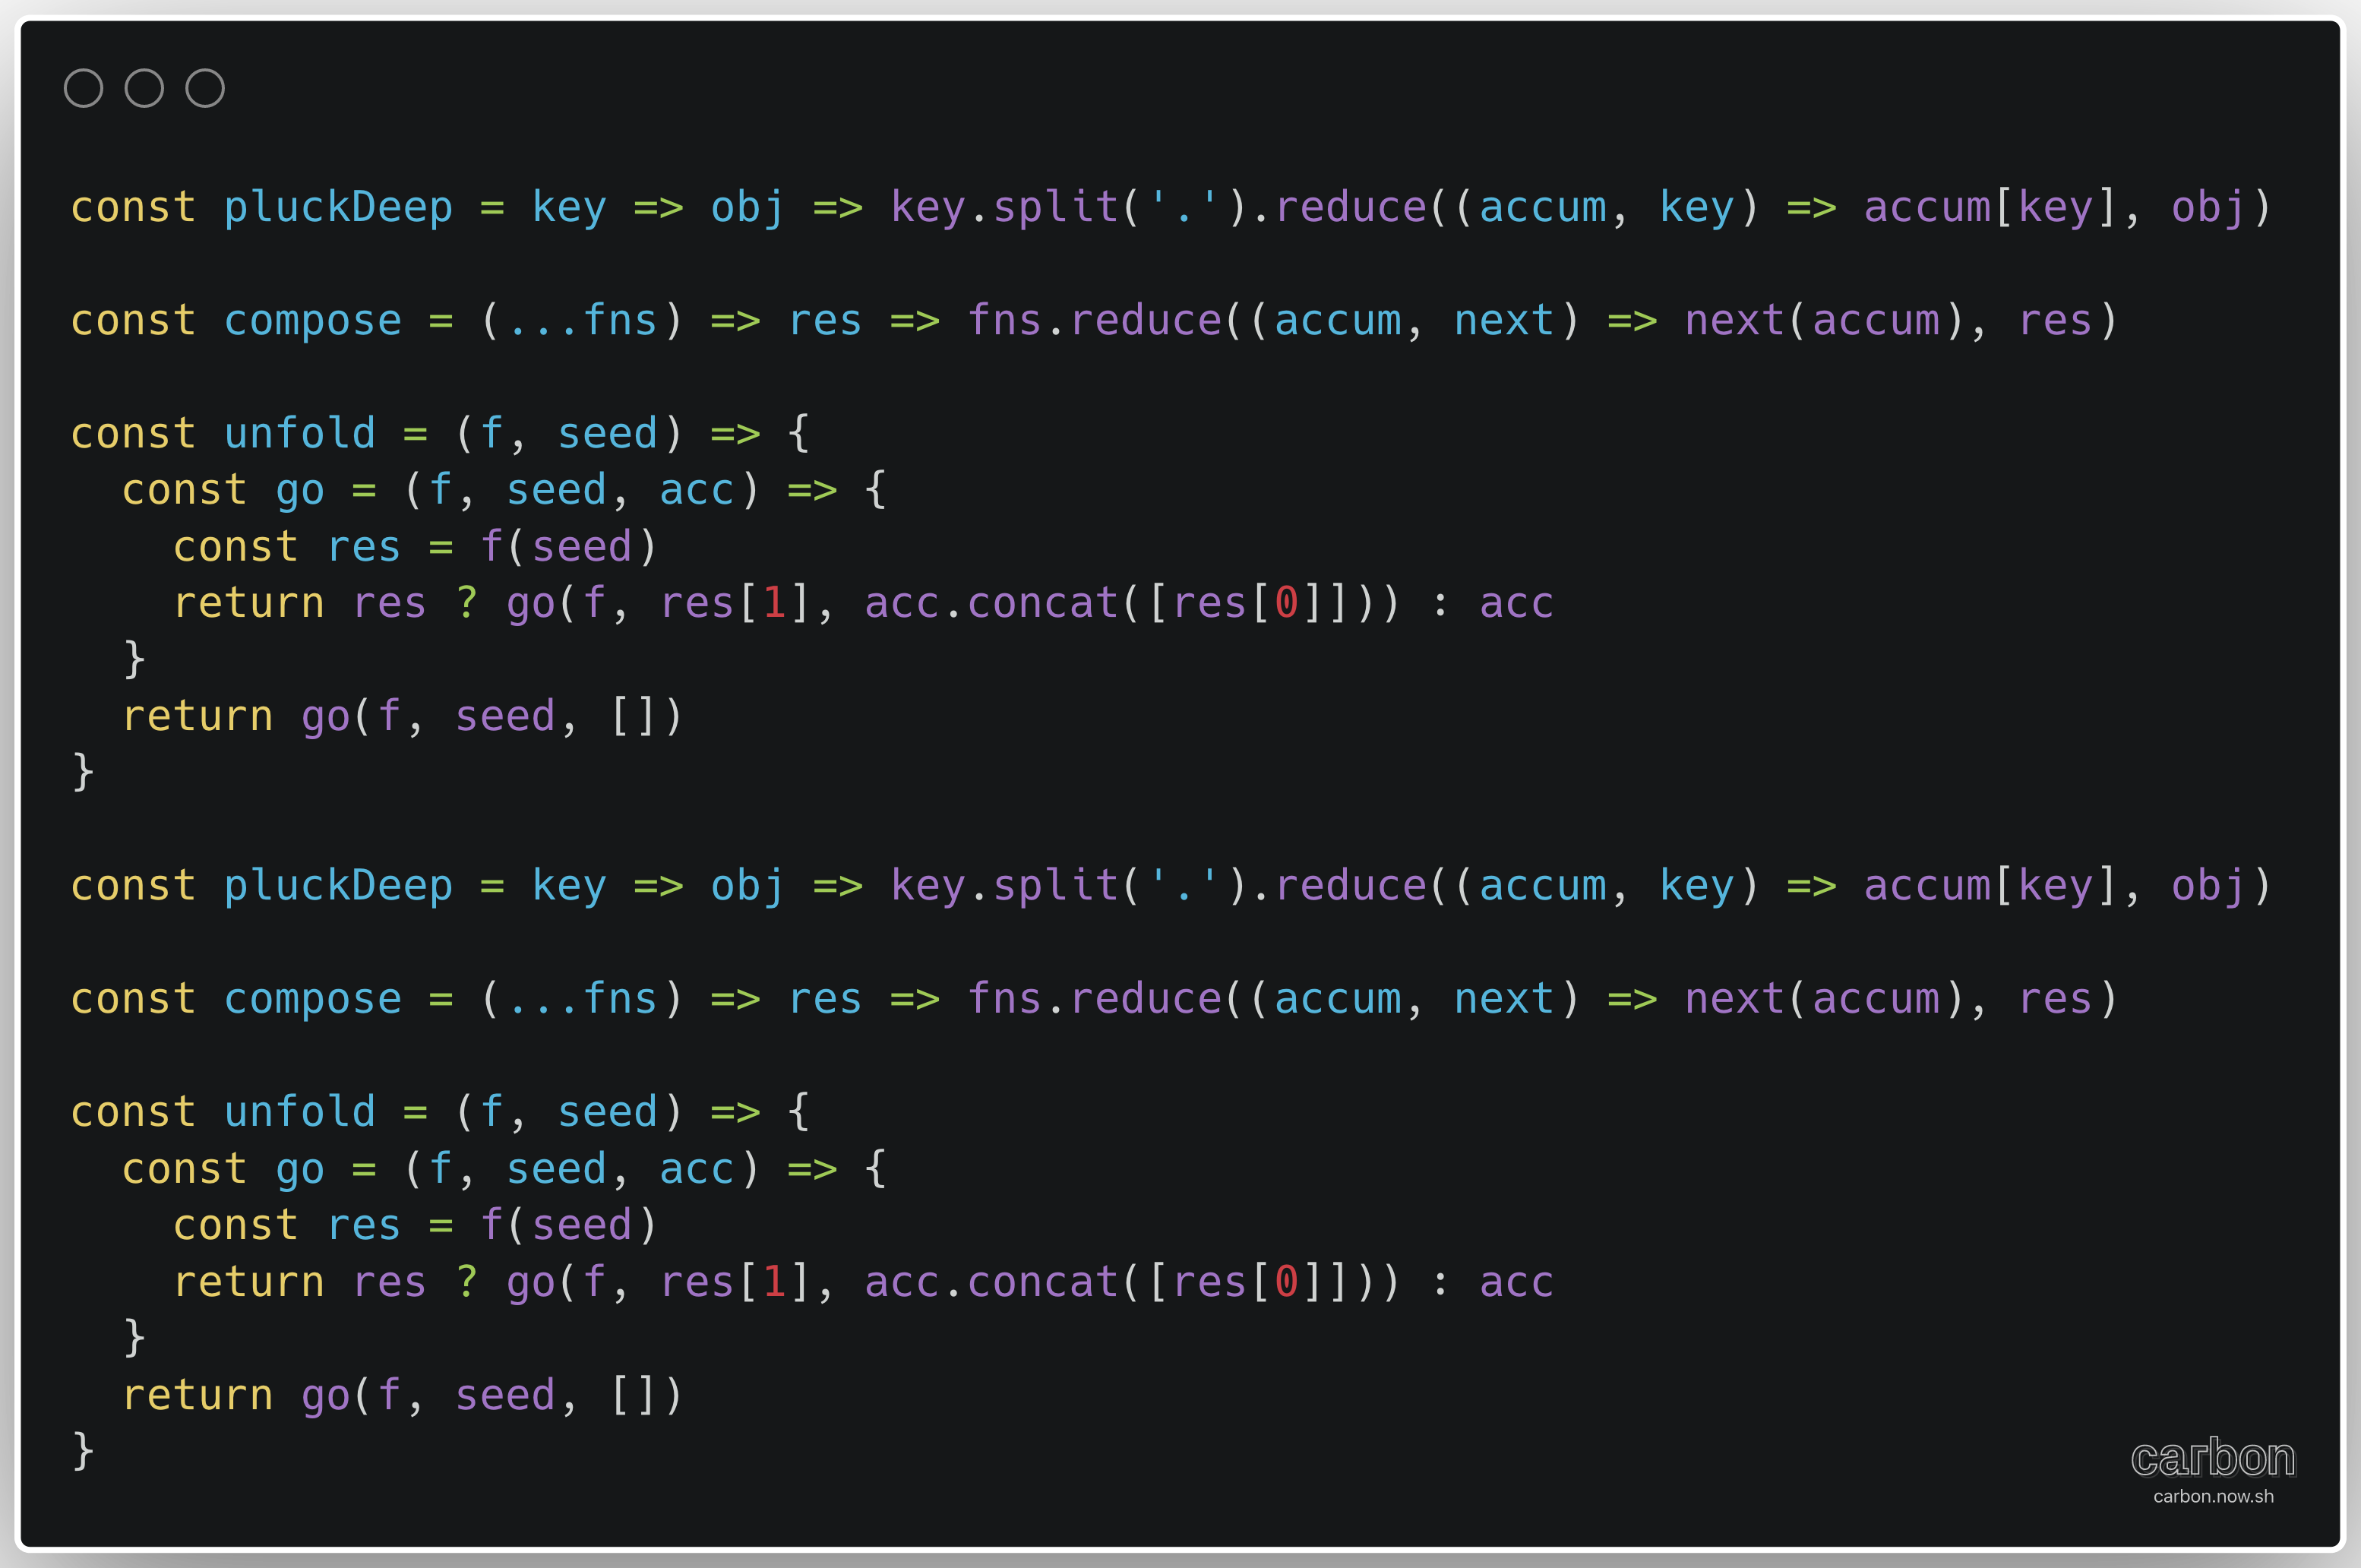 const pluckDeep = key => obj => key.split('.').reduce((accum, key) => accum[key], obj)
const compose = (...fns) => res => fns.reduce((accum, next) => next(accum), res)
const unfold = (f, seed) => {
  const go = (f, seed, acc) => {
    const res = f(seed)
    return res ? go(f, res[1], acc.concat([res[0]])) : acc
  }
  return go(f, seed, [])
}
const pluckDeep = key => obj => key.split('.').reduce((accum, key) => accum[key], obj)
const compose = (...fns) => res => fns.reduce((accum, next) => next(accum), res)
const unfold = (f, seed) => {
  const go = (f, seed, acc) => {
    const res = f(seed)
    return res ? go(f, res[1], acc.concat([res[0]])) : acc
  }
  return go(f, seed, [])
}
carbon
carbon.now.sh